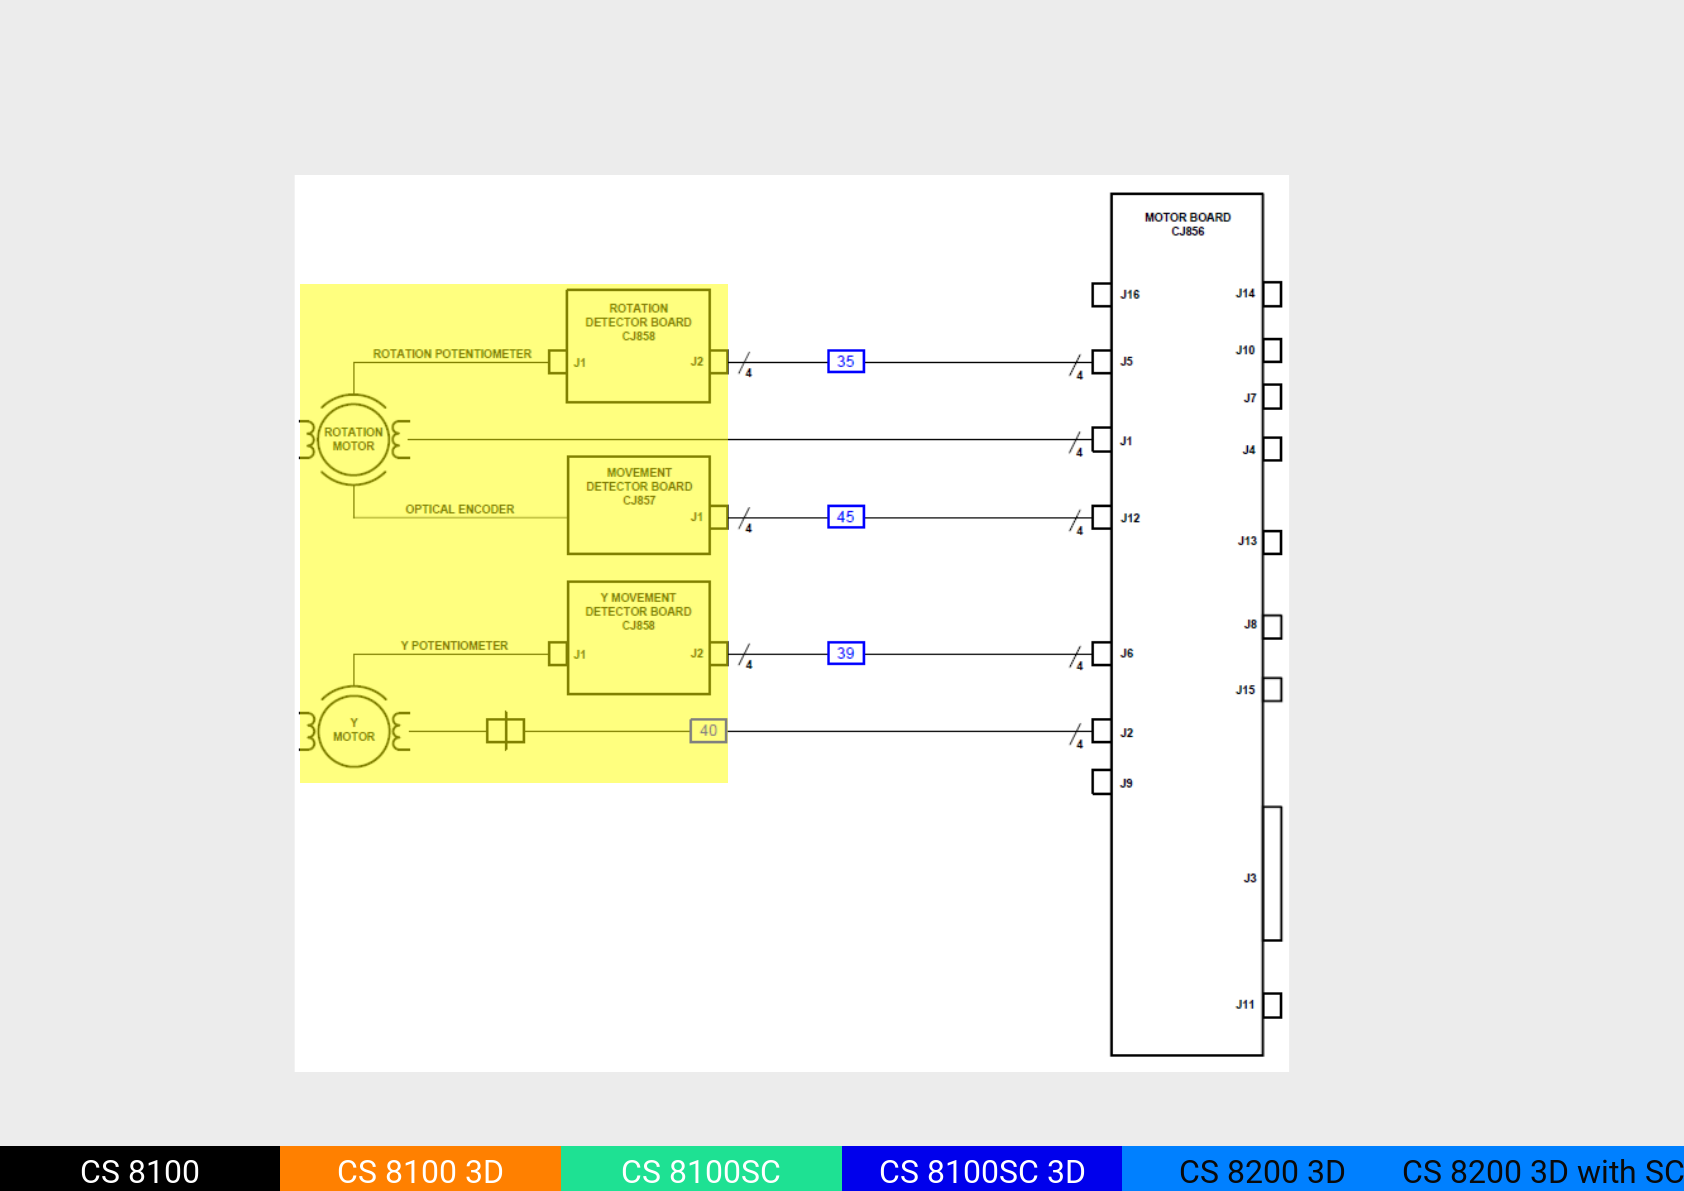 MOTOR BOARD
CJ856
J16
J14
ROTATION
DETECTOR BOARD
CJ858
J10
ROTATION POTENTIOMETER
J1
J2
4
35
4
J5
J7
ROTATION
MOTOR
4
J1
J4
MOVEMENT
DETECTOR BOARD
CJ857
OPTICAL ENCODER
J1
4
45
4
J12
J13
Y MOVEMENT
DETECTOR BOARD
CJ858
J8
Y POTENTIOMETER
J1
J2
4
39
4
J6
J15
Y
MOTOR
40
4
J2
J9
J3
J11
CS 8100
CS 8100 3D
CS 8100SC
CS 8100SC 3D
CS 8200 3D
CS 8200 3D with SC